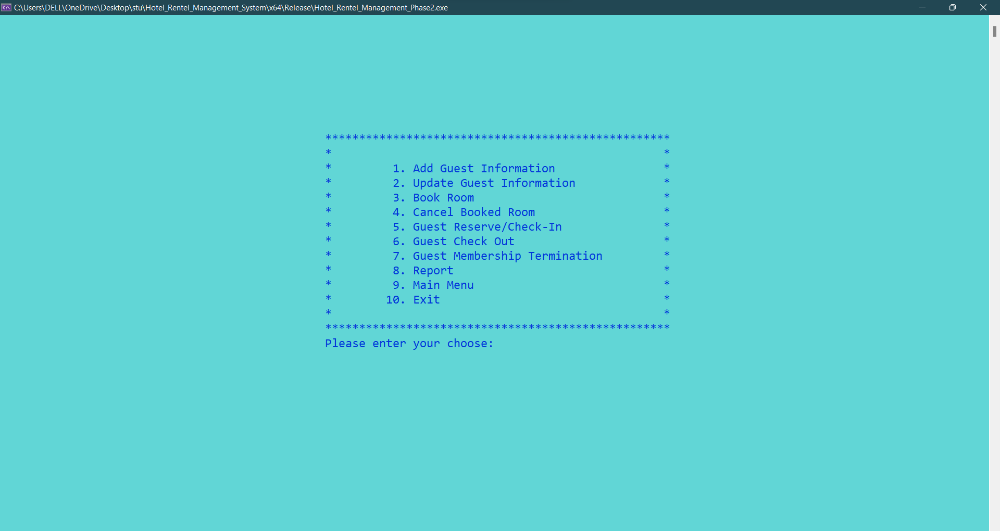 C:\Users\DELL\OneDrive\Desktop\stu\Hotel_Rentel_Management_System\x64\Release\Hotel_Rentel_Management_Phase2.exe
***************************************************
* *
* 1. Add Guest Information *
* 2. Update Guest Information *
* 3. Book Room *
* 4. Cancel Booked Room *
* 5. Guest Reserve/Check-In *
* 6. Guest Check Out *
* 7. Guest Membership Termination *
* 8. Report *
* 9. Main Menu *
* 10. Exit *
* *
***************************************************
Please enter your choose: